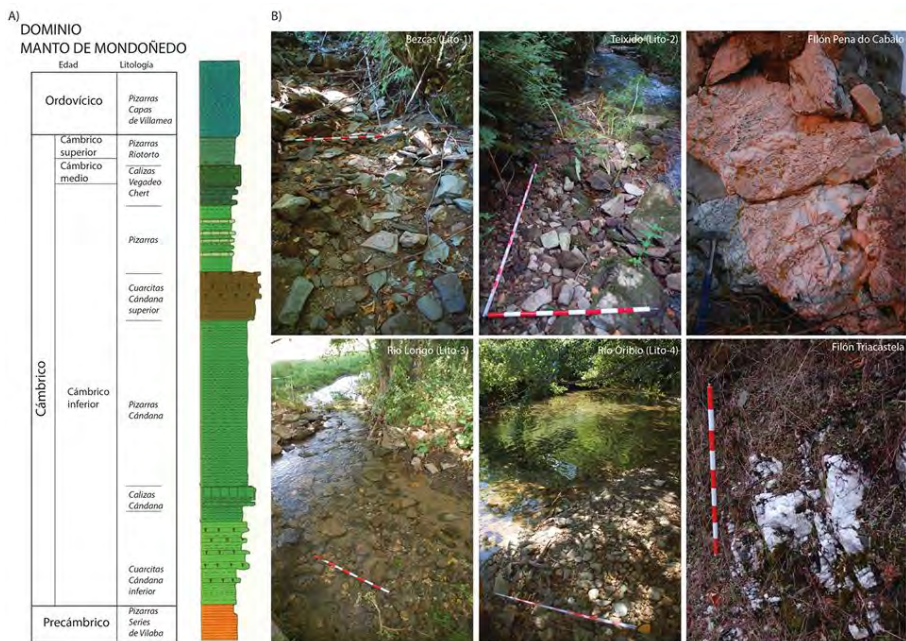 A)
DOMINIO
MANTO DE MONDOÑEDO
Edad
Litología
Ordovícico
Pizarras
Capas
de Villamea
Cámbrico
Cámbrico
superior
Pizarras
Riotorto
Cámbrico
medio
Calizas
Vegadeo
Chert
Pizarras
Cuarcitas
Cándana
superior
Cámbrico
inferior
Pizarras
Cándana
Calizas
Cándana
Cuarcitas
Cándana
inferior
Precámbrico
Pizarras
Series
de Vilaba
B)
Bezcas (Lito-1)
Teixido (Lito-2)
Filón Pena do Cabalo
Río Longo (Lito-3)
Río Oribio (Lito-4)
Filón Triacastela